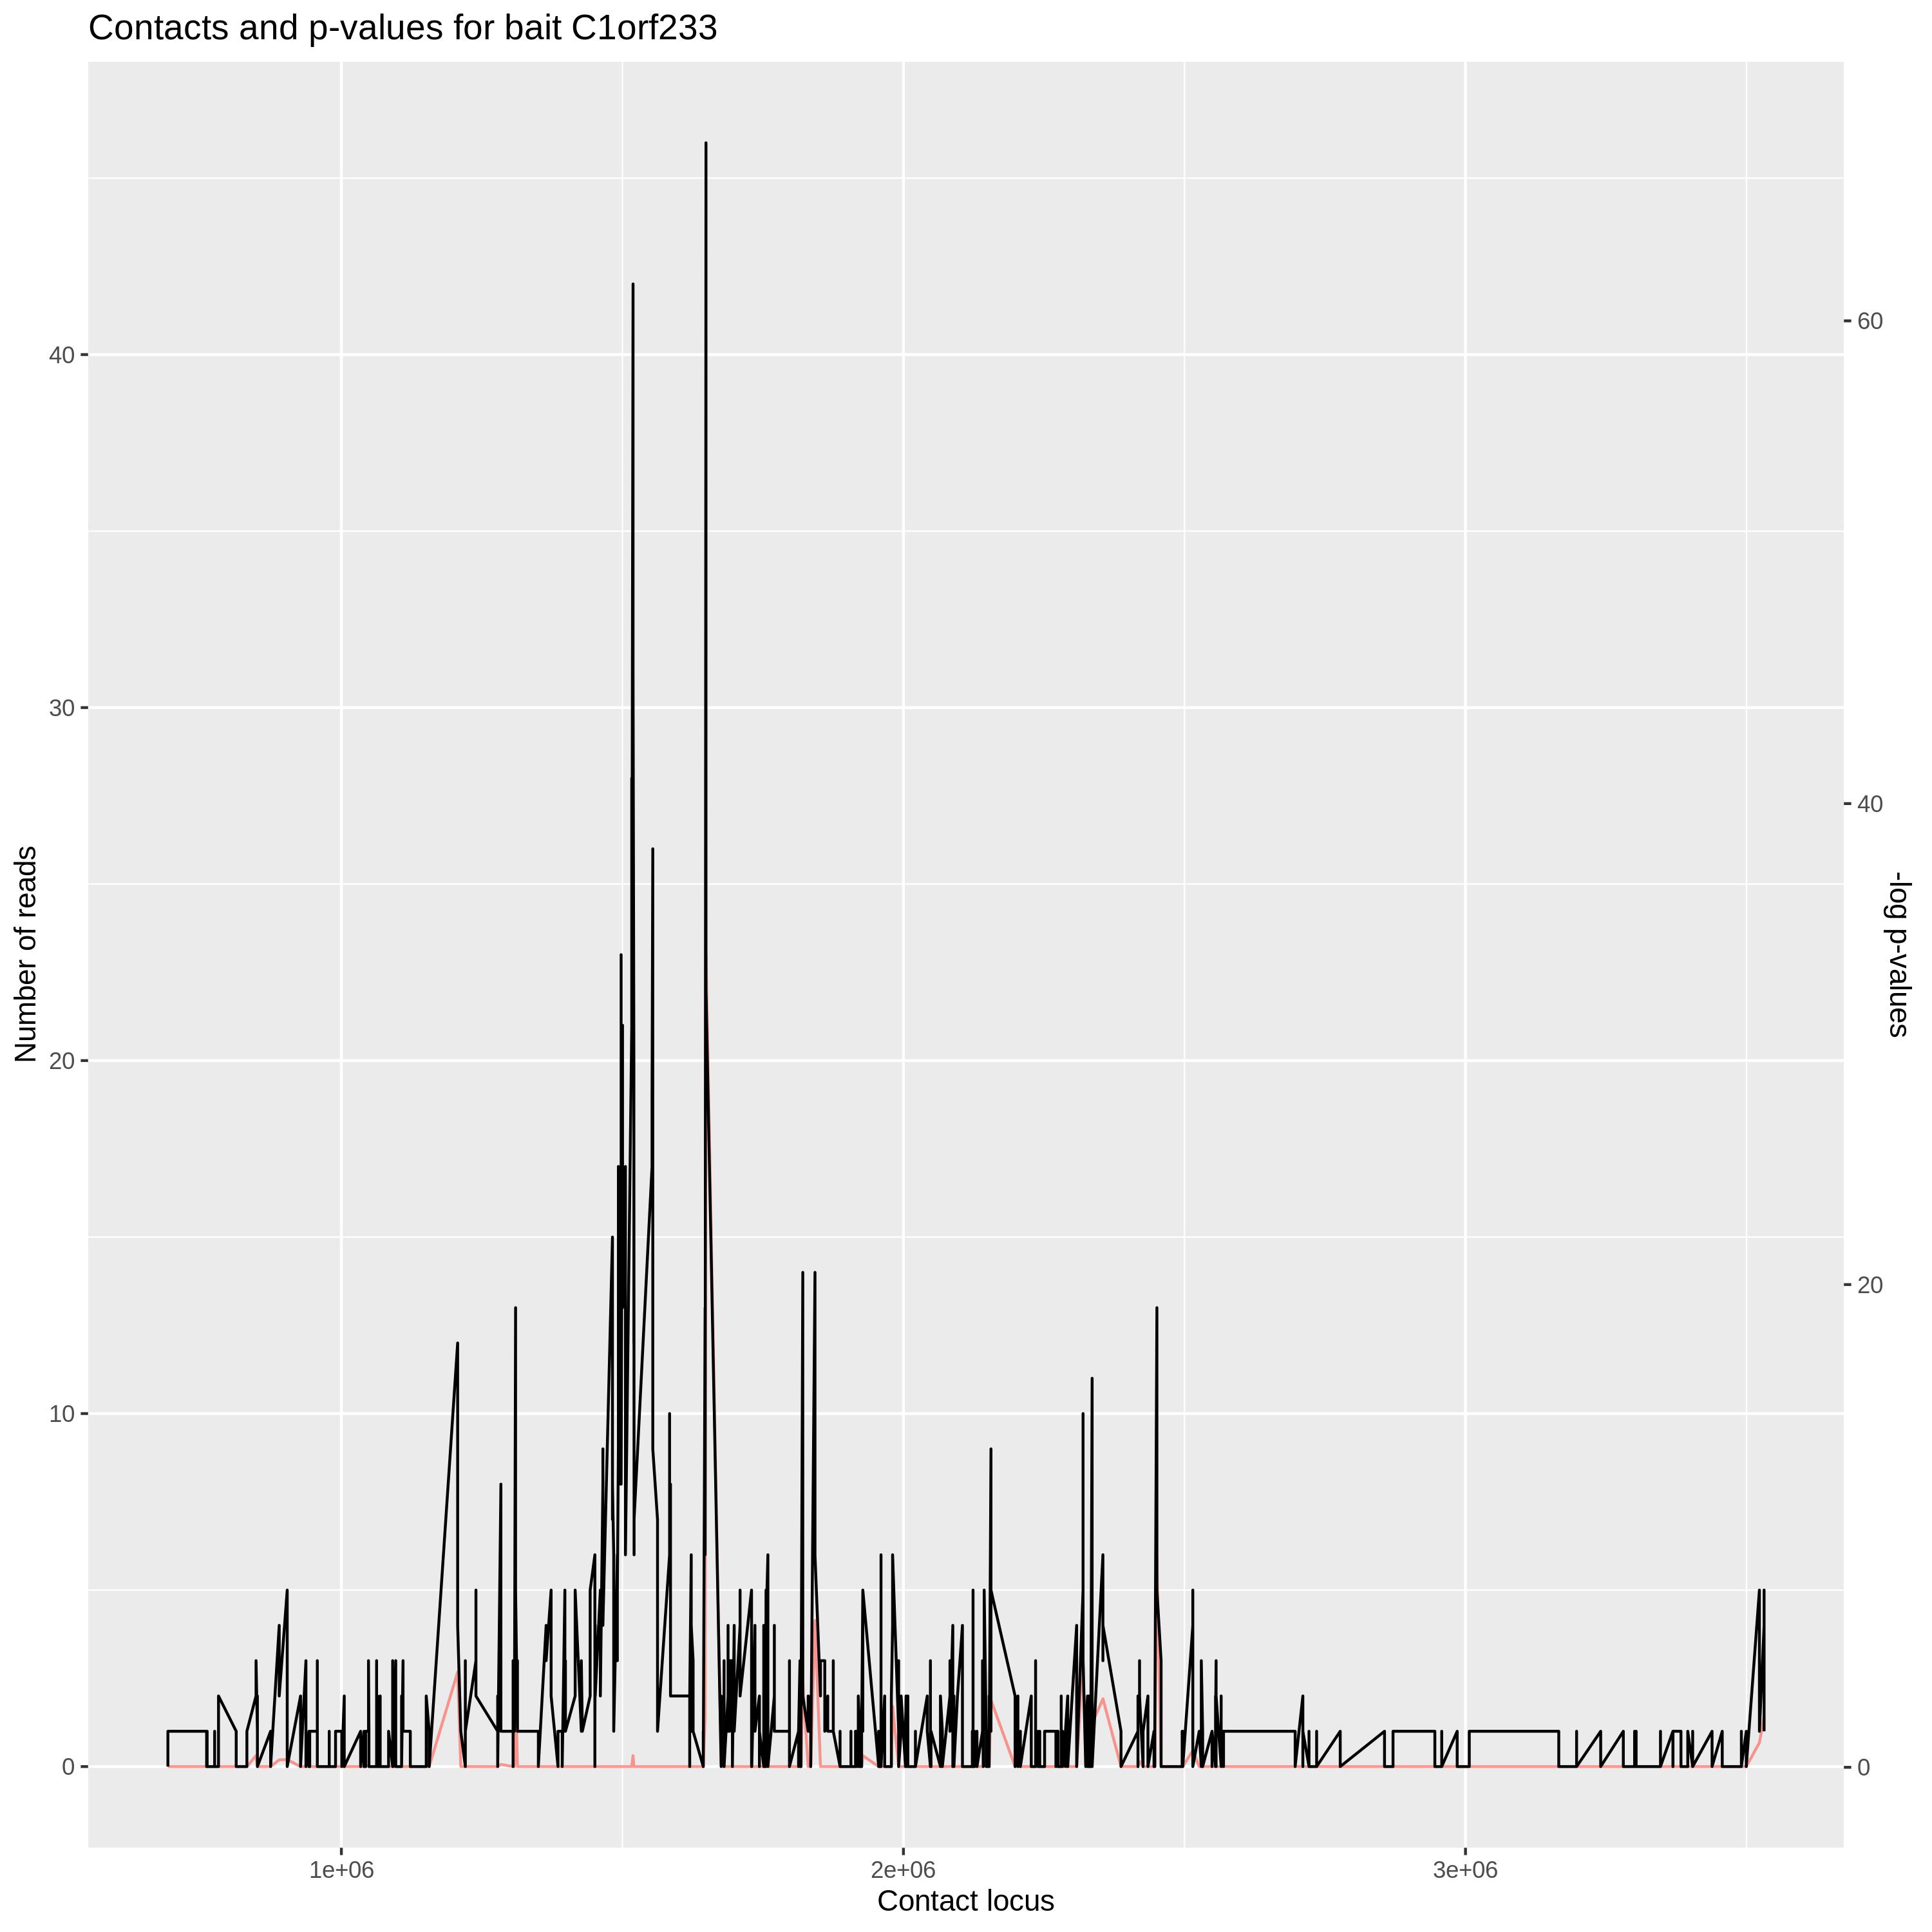 Contacts and p-values for bait C1orf233
Number of reads
40
30
20
10
0
60
40
20
0
-log p-values
1e+06
2e+06
3e+06
Contact locus